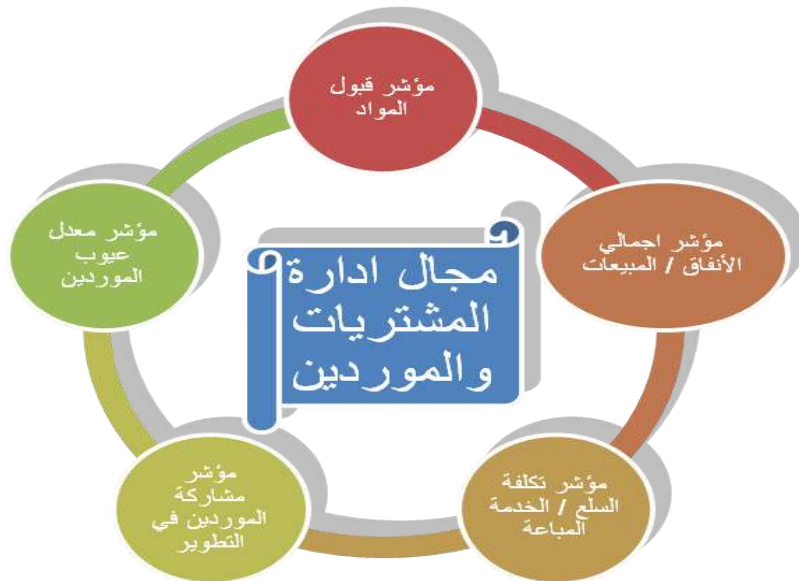 مؤشر قبول
المواد
مؤشر اجمالي
الأنفاق / المبيعات
مؤشر تكلفة
السلع / الخدمة
المباعة
مؤشر
مشاركة
الموردين في
التطوير
مؤشر معدل
عيوب
الموردين
مجال ادارة
المشتريات
والموردين